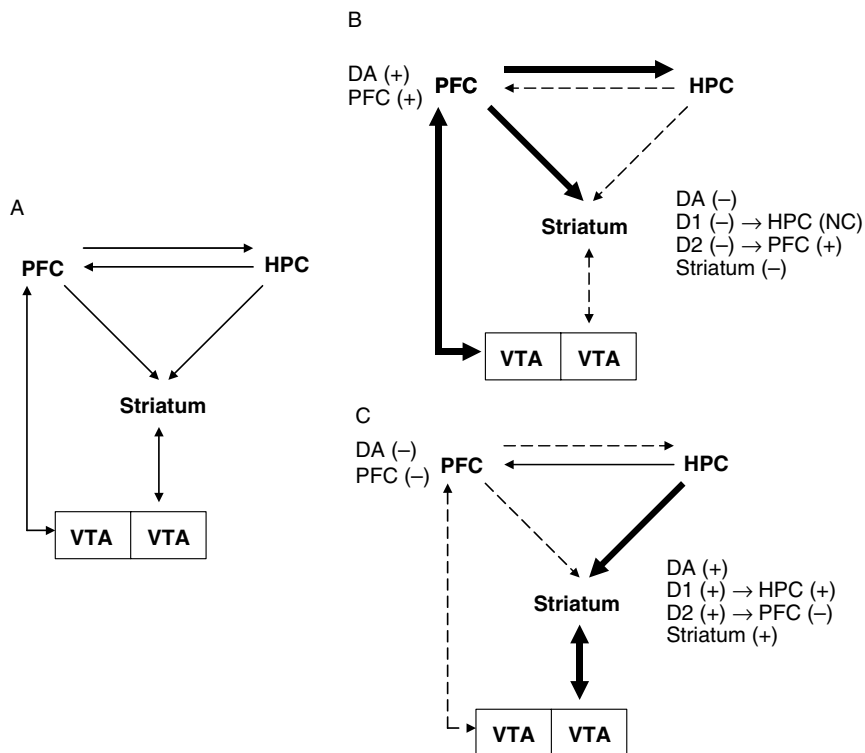 A
PFC
HPC
Striatum
VTA VTA
B
DA (+)
PFC (+)
PFC
HPC
Striatum
DA (–)
D1 (–) → HPC (NC)
D2 (–) → PFC (+)
Striatum (–)
VTA VTA
C
DA (–)
PFC (–)
PFC
HPC
Striatum
DA (+)
D1 (+) → HPC (+)
D2 (+) → PFC (–)
Striatum (+)
VTA VTA